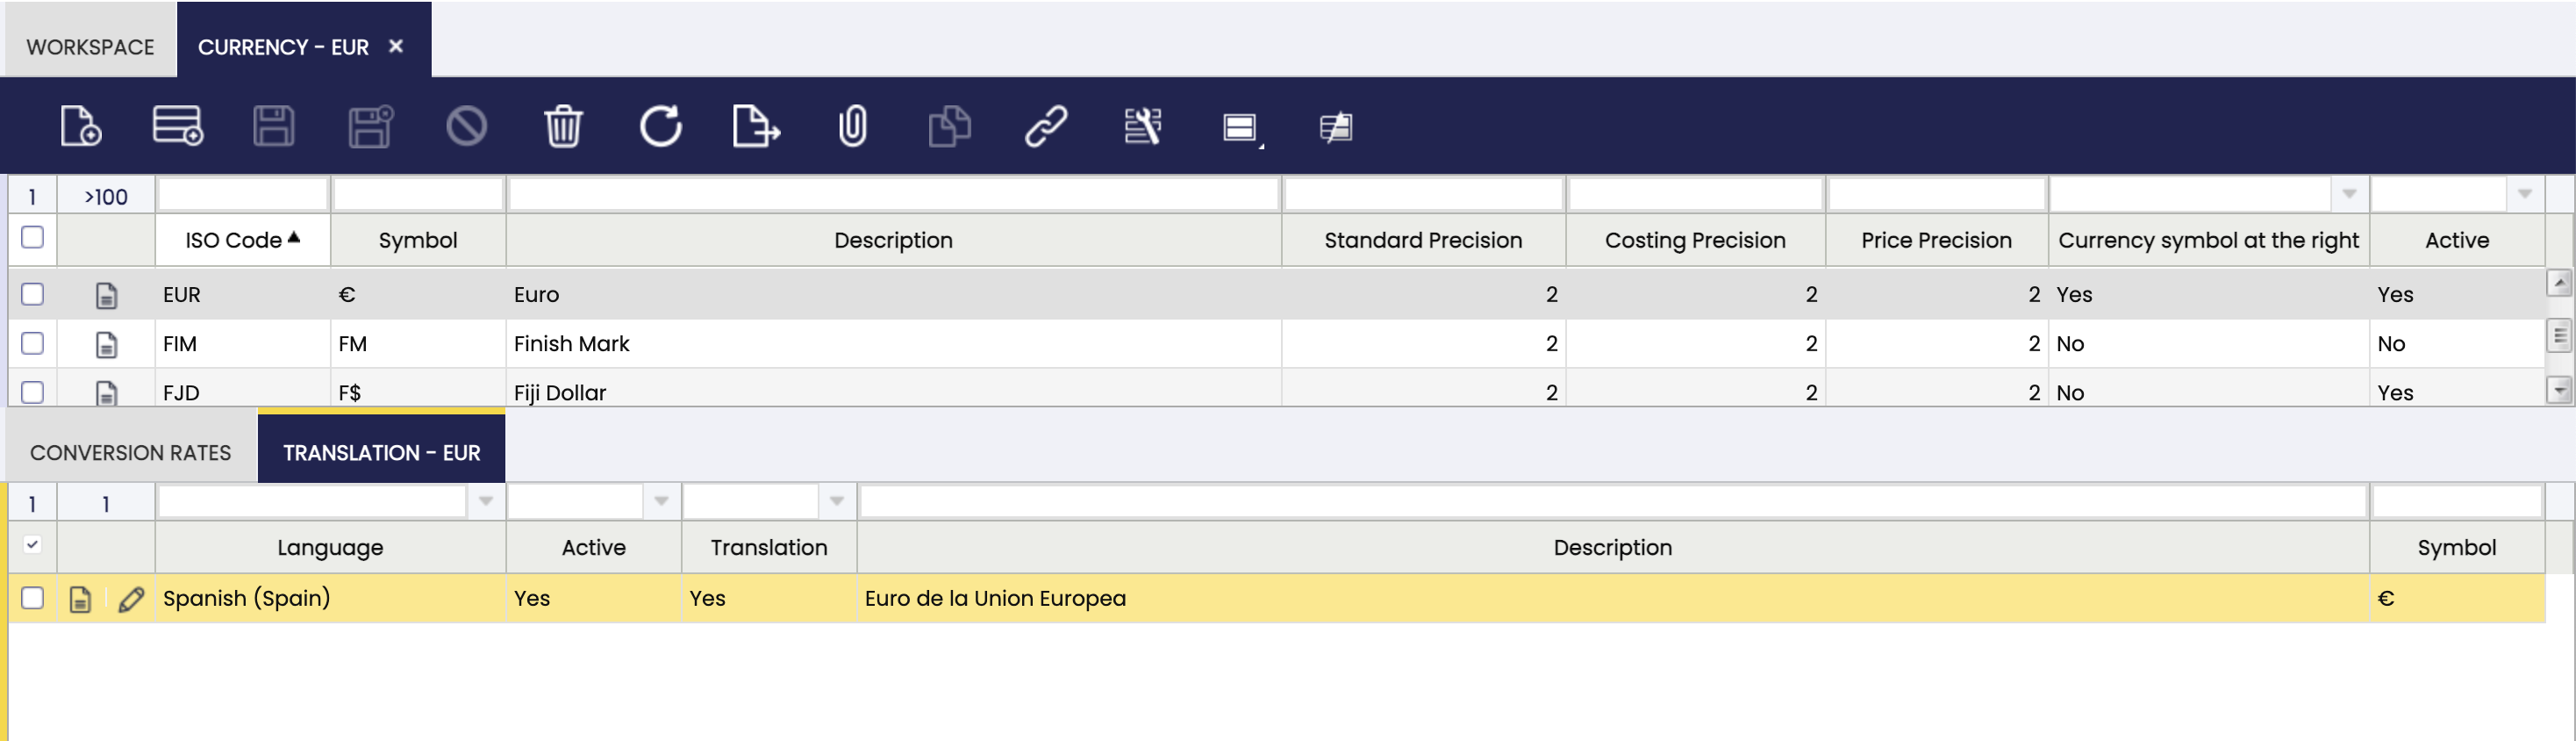 WORKSPACE CURRENCY - EUR ×
1 >100
ISO Code ▲ Symbol Description Standard Precision Costing Precision Price Precision Currency symbol at the right Active
EUR € Euro 2 2 2 Yes Yes
FIM FM Finish Mark 2 2 2 No No
FJD F$ Fiji Dollar 2 2 2 No Yes
CONVERSION RATES TRANSLATION - EUR
1 1
Language Active Translation Description Symbol
Spanish (Spain) Yes Yes Euro de la Union Europea €